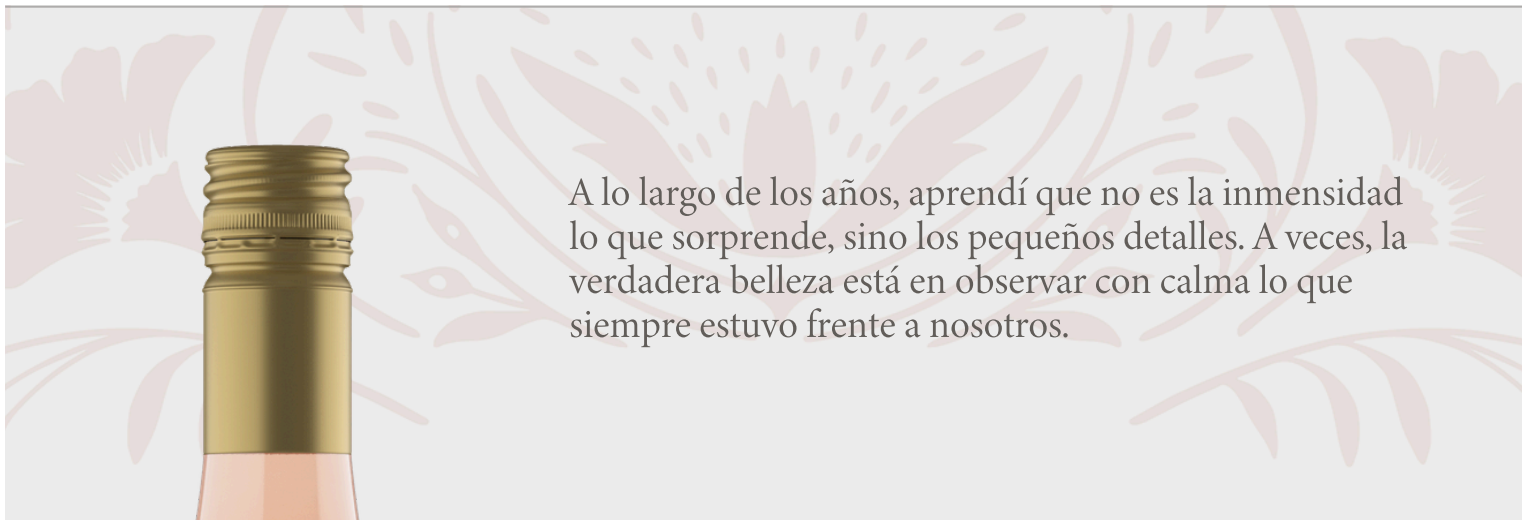 A lo largo de los años, aprendí que no es la inmensidad
lo que sorprende, sino los pequeños detalles. A veces, la
verdadera belleza está en observar con calma lo que
siempre estuvo frente a nosotros.